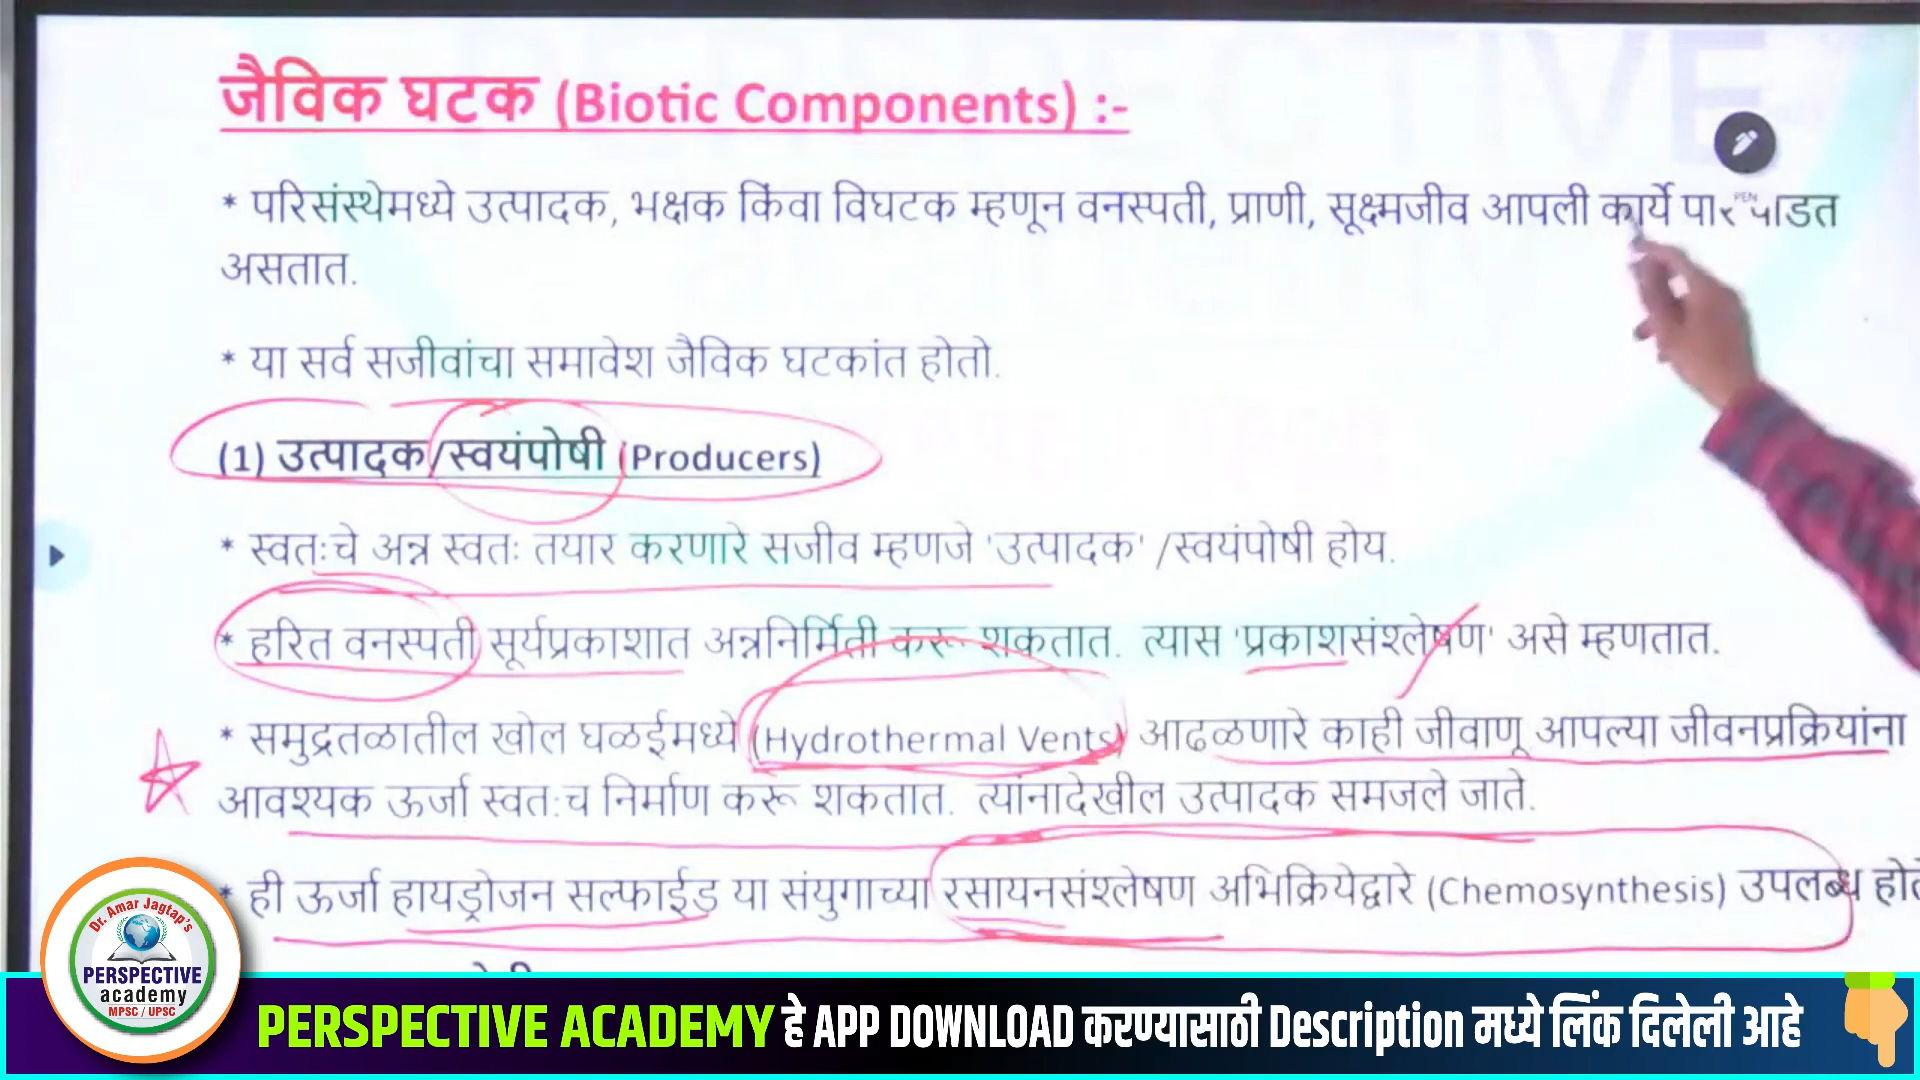 जैविक घटक (Biotic Components) :-
* परिसंस्थेमध्ये उत्पादक, भक्षक किंवा विघटक म्हणून वनस्पती, प्राणी, सूक्ष्मजीव आपली कार्ये पार पाडत
PEN
असतात.
* या सर्व सजीवांचा समावेश जैविक घटकांत होतो.
(1) उत्पादक/स्वयंपोषी (Producers)
* स्वतःचे अन्न स्वतः तयार करणारे सजीव म्हणजे 'उत्पादक' /स्वयंपोषी होय.
* हरित वनस्पती सूर्यप्रकाशात अन्ननिर्मिती करू शकतात. त्यास 'प्रकाशसंश्लेषण' असे म्हणतात.
* समुद्रतळातील खोल घळईमध्ये (Hydrothermal Vents) आढळणारे काही जीवाणू आपल्या जीवनप्रक्रियांना
आवश्यक ऊर्जा स्वत:च निर्माण करू शकतात. त्यांनादेखील उत्पादक समजले जाते.
* ही ऊर्जा हायड्रोजन सल्फाईड या संयुगाच्या रसायनसंश्लेषण अभिक्रियेद्वारे (Chemosynthesis) उपलब्ध
Dr. Amar Jagtap's
PERSPECTIVE
academy
MPSC / UPSC
PERSPECTIVE ACADEMY हे APP DOWNLOAD करण्यासाठी Description मध्ये लिंक दिलेली आहे